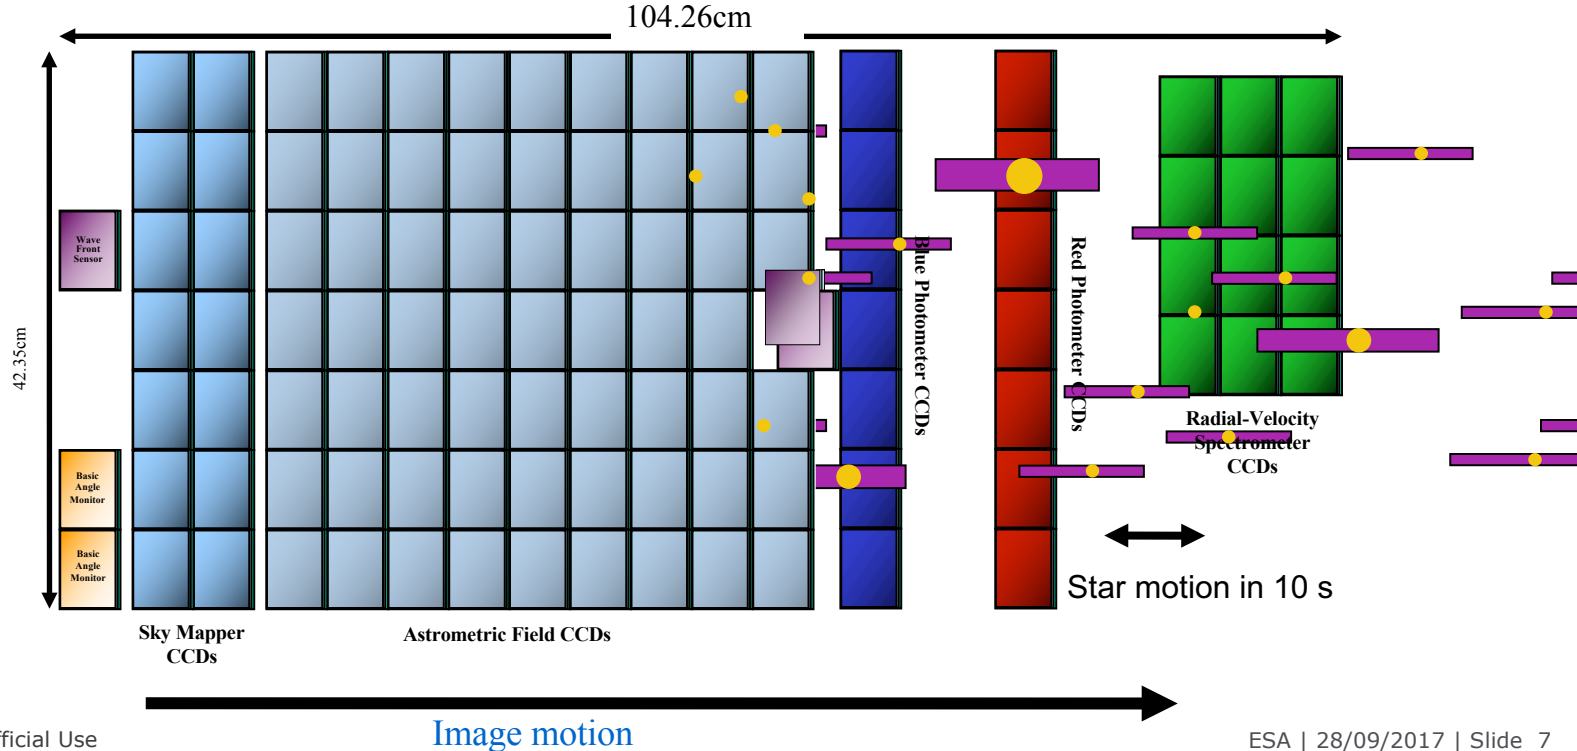 104.26cm
42.35cm
Wave
Front
Sensor
Basic
Angle
Monitor
Basic
Angle
Monitor
Blue Photometer CCDs
Red Photometer CCDs
Radial-Velocity
Spectrometer
CCDs
Star motion in 10 s
Sky Mapper
CCDs
Astrometric Field CCDs
Image motion
Use
ESA | 28/09/2017 | Slide 7